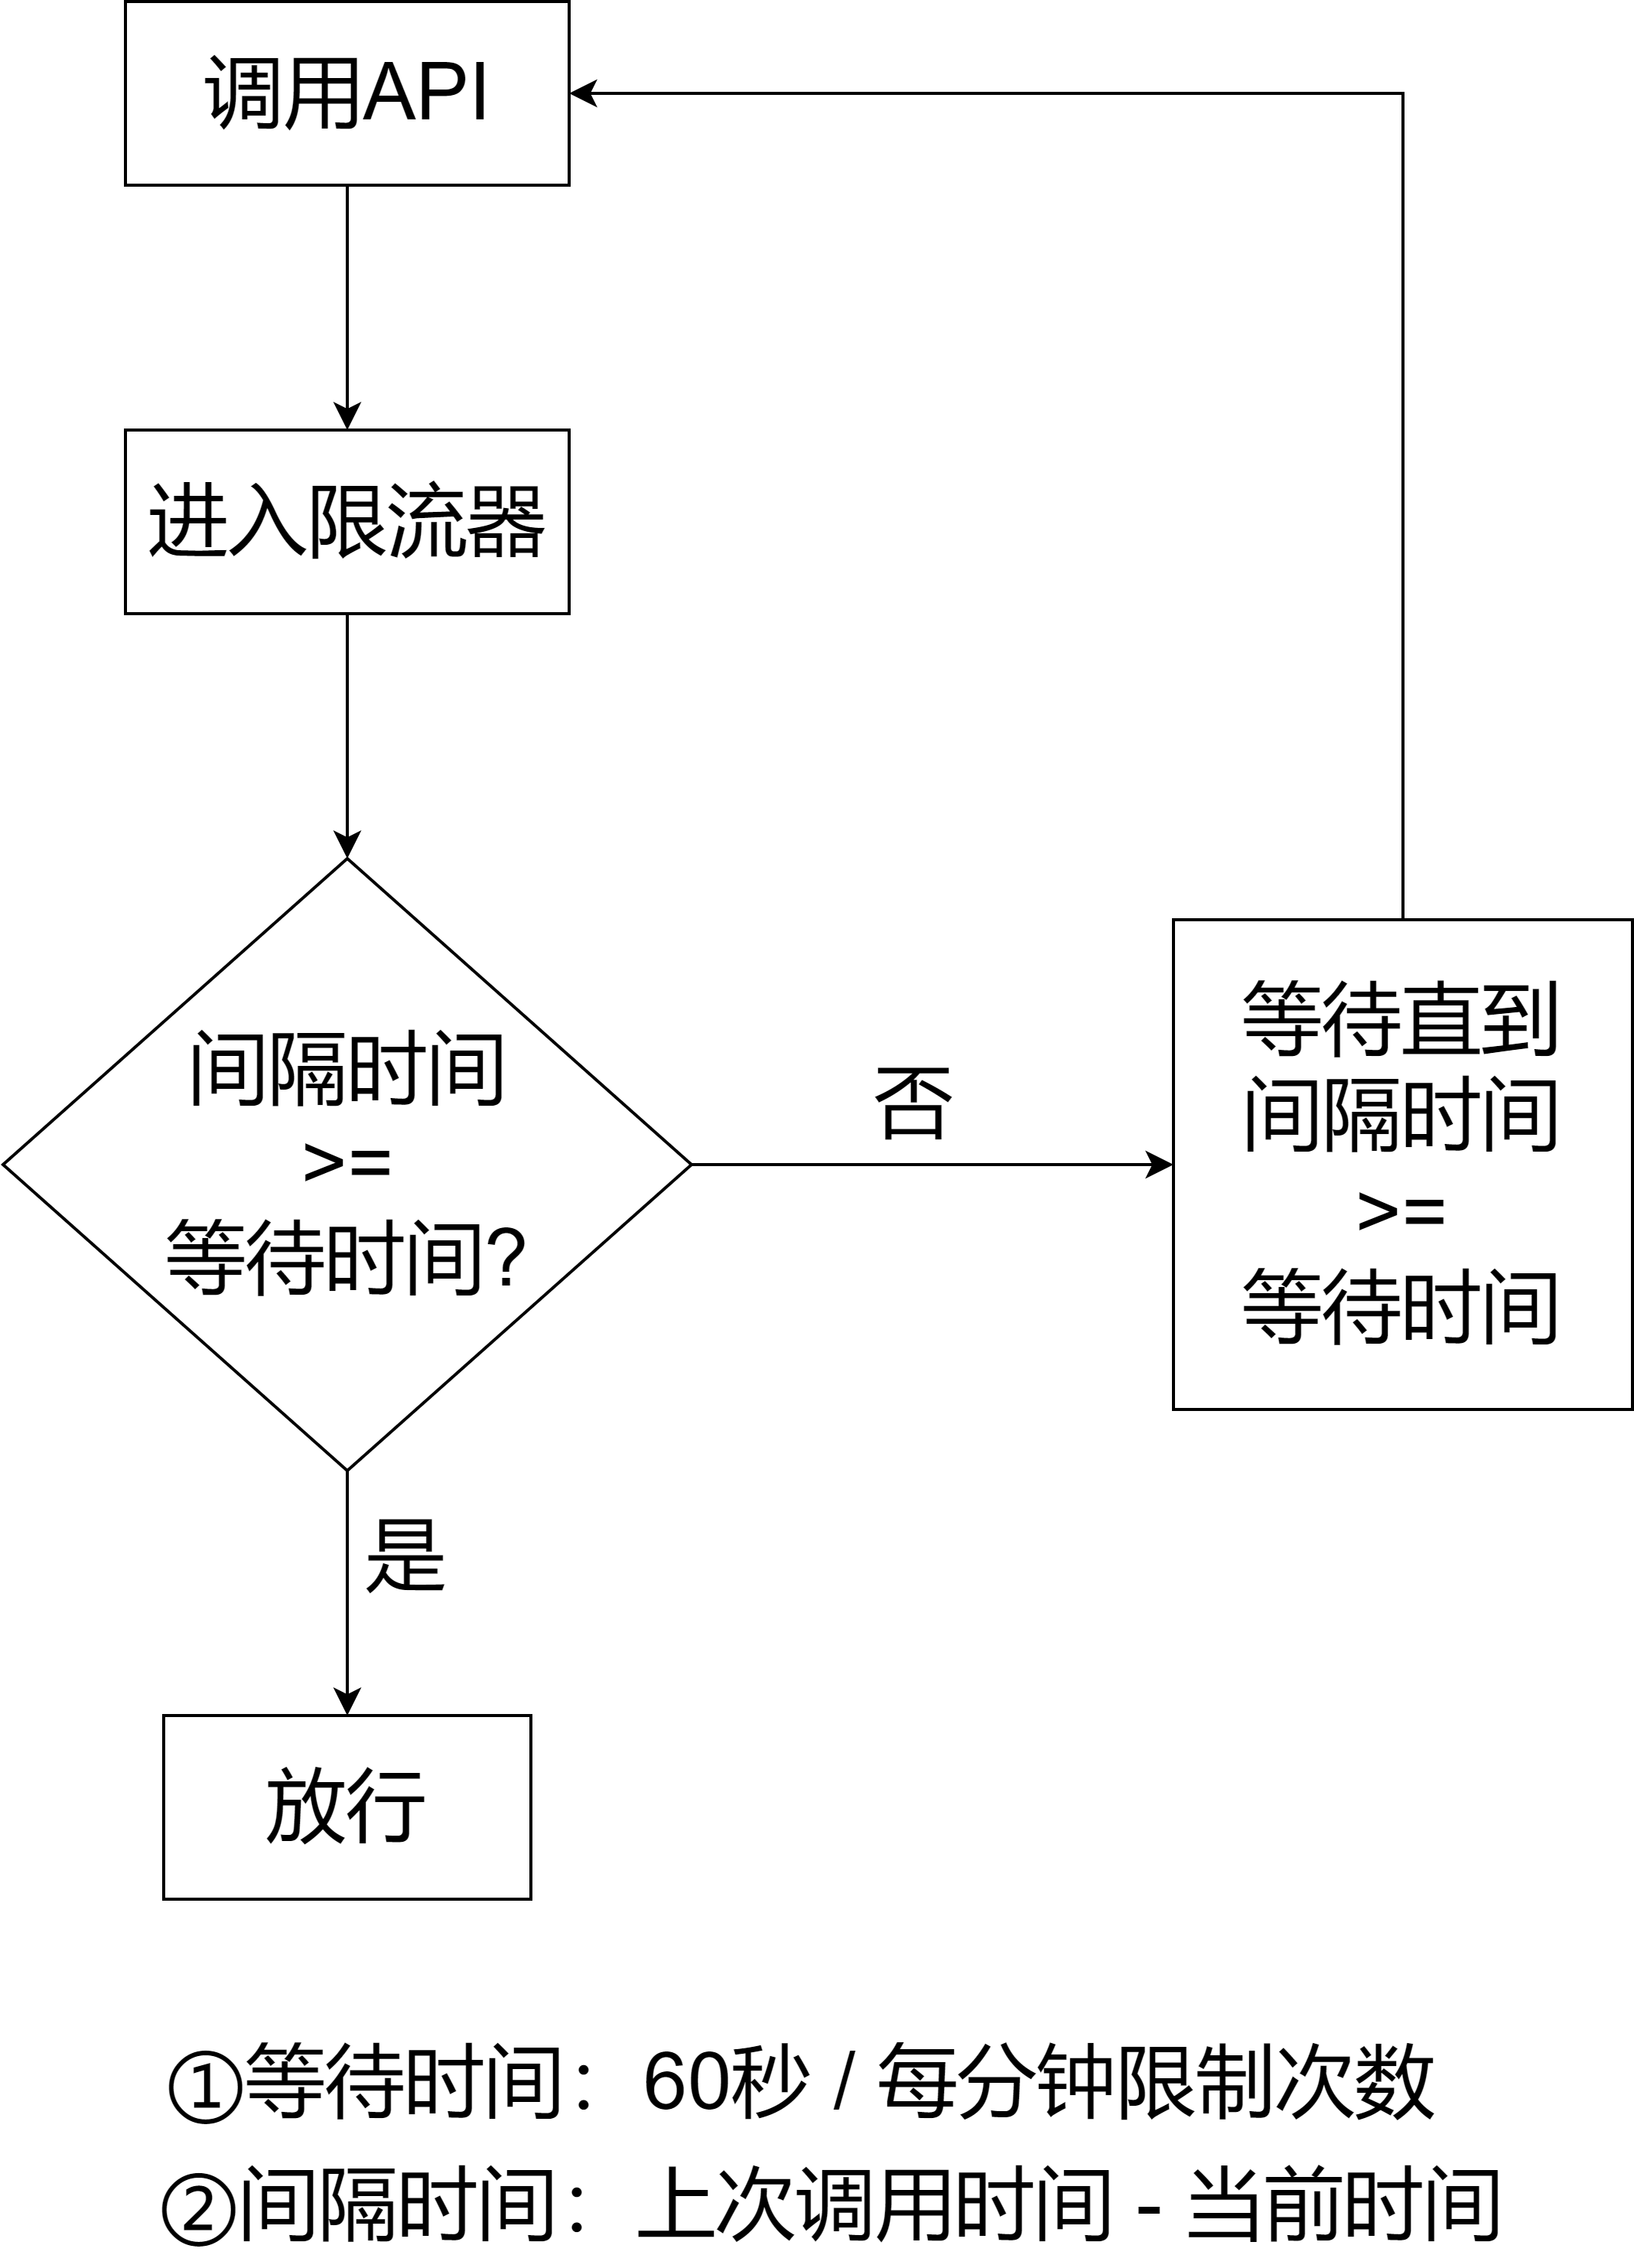 调用API
进入限流器
间隔时间
>=
等待时间?
否
等待直到
间隔时间
>=
等待时间
是
放行
①等待时间：60秒 / 每分钟限制次数
②间隔时间：上次调用时间 - 当前时间